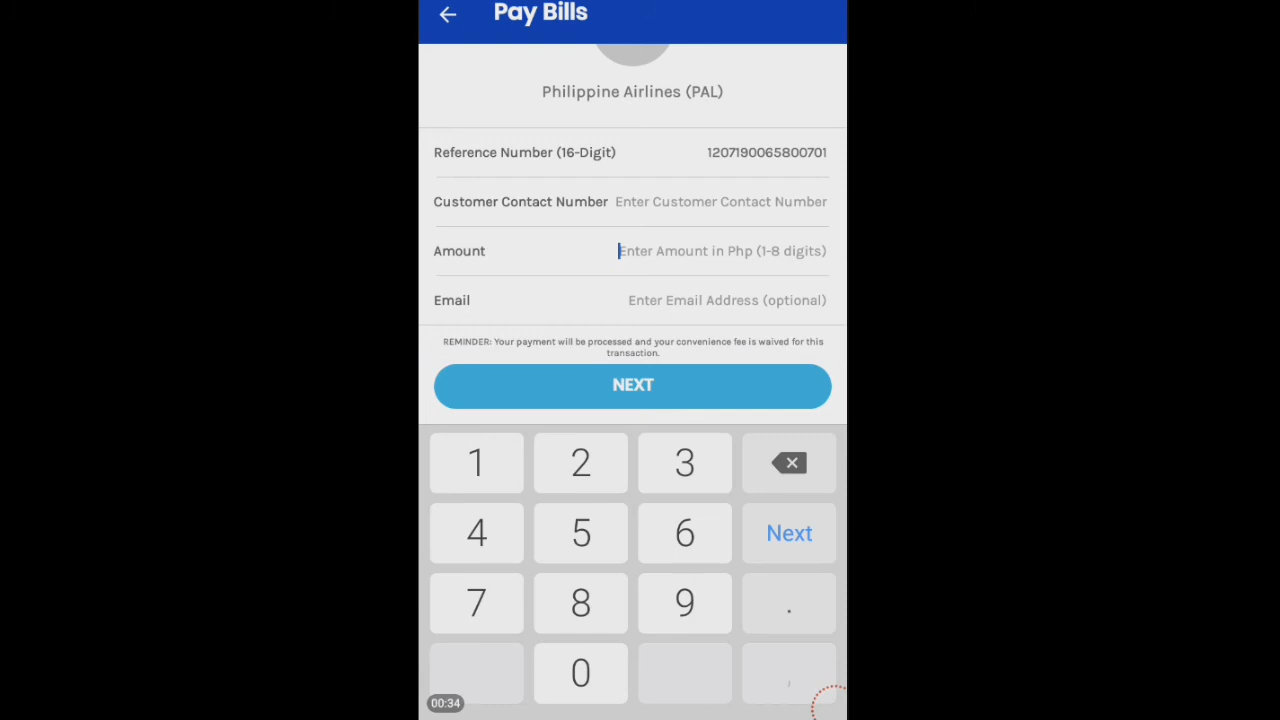 Pay Bills
Philippine Airlines (PAL)
Reference Number (16-Digit) 1207190065800701
Customer Contact Number Enter Customer Contact Number
Amount Enter Amount in Php (1-8 digits)
Email Enter Email Address (optional)
REMINDER: Your payment will be processed and your convenience fee is waived for this
transaction.
NEXT
1 2 3
4 5 6 Next
7 8 9 .
0 ,
00:34